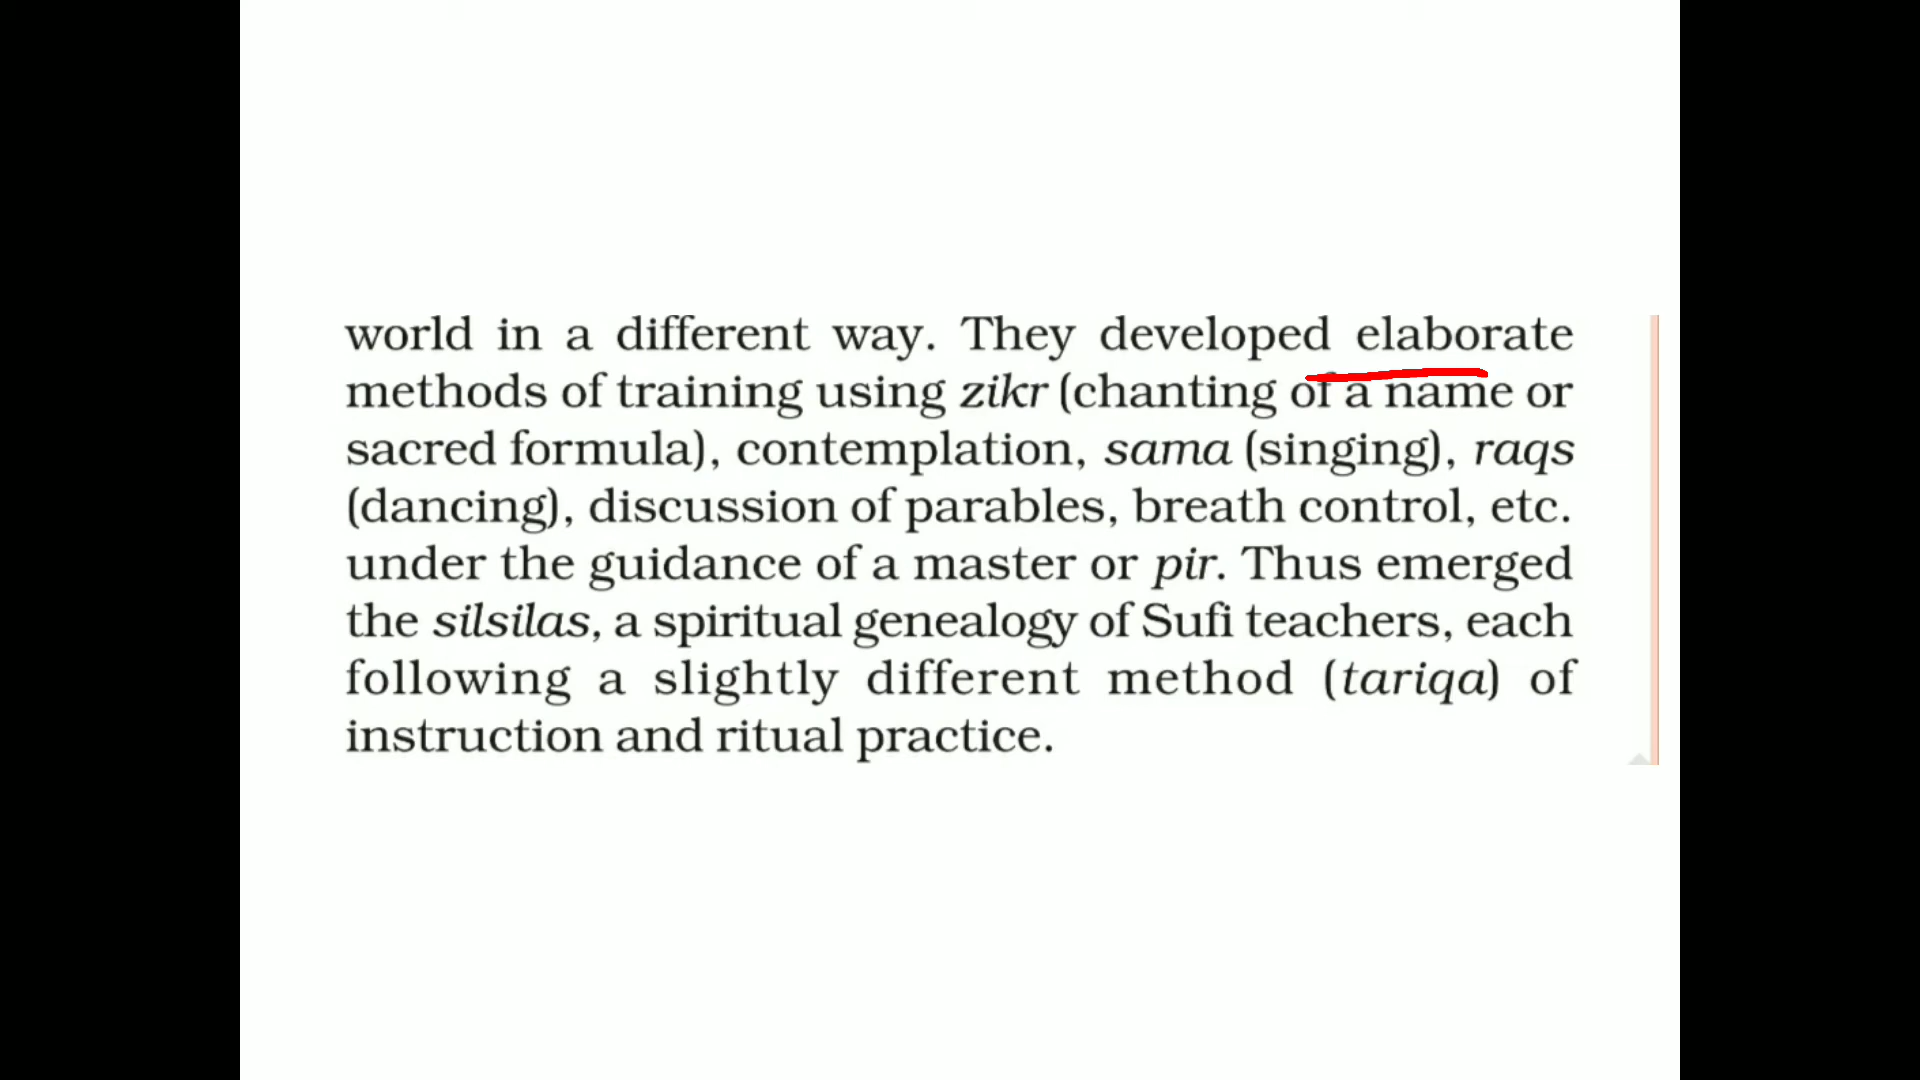 world in a different way. They developed elaborate
methods of training using zikr (chanting of a name or
sacred formula), contemplation, sama (singing), raqs
(dancing), discussion of parables, breath control, etc.
under the guidance of a master or pir. Thus emerged
the silsilas, a spiritual genealogy of Sufi teachers, each
following a slightly different method (tariqa) of
instruction and ritual practice.